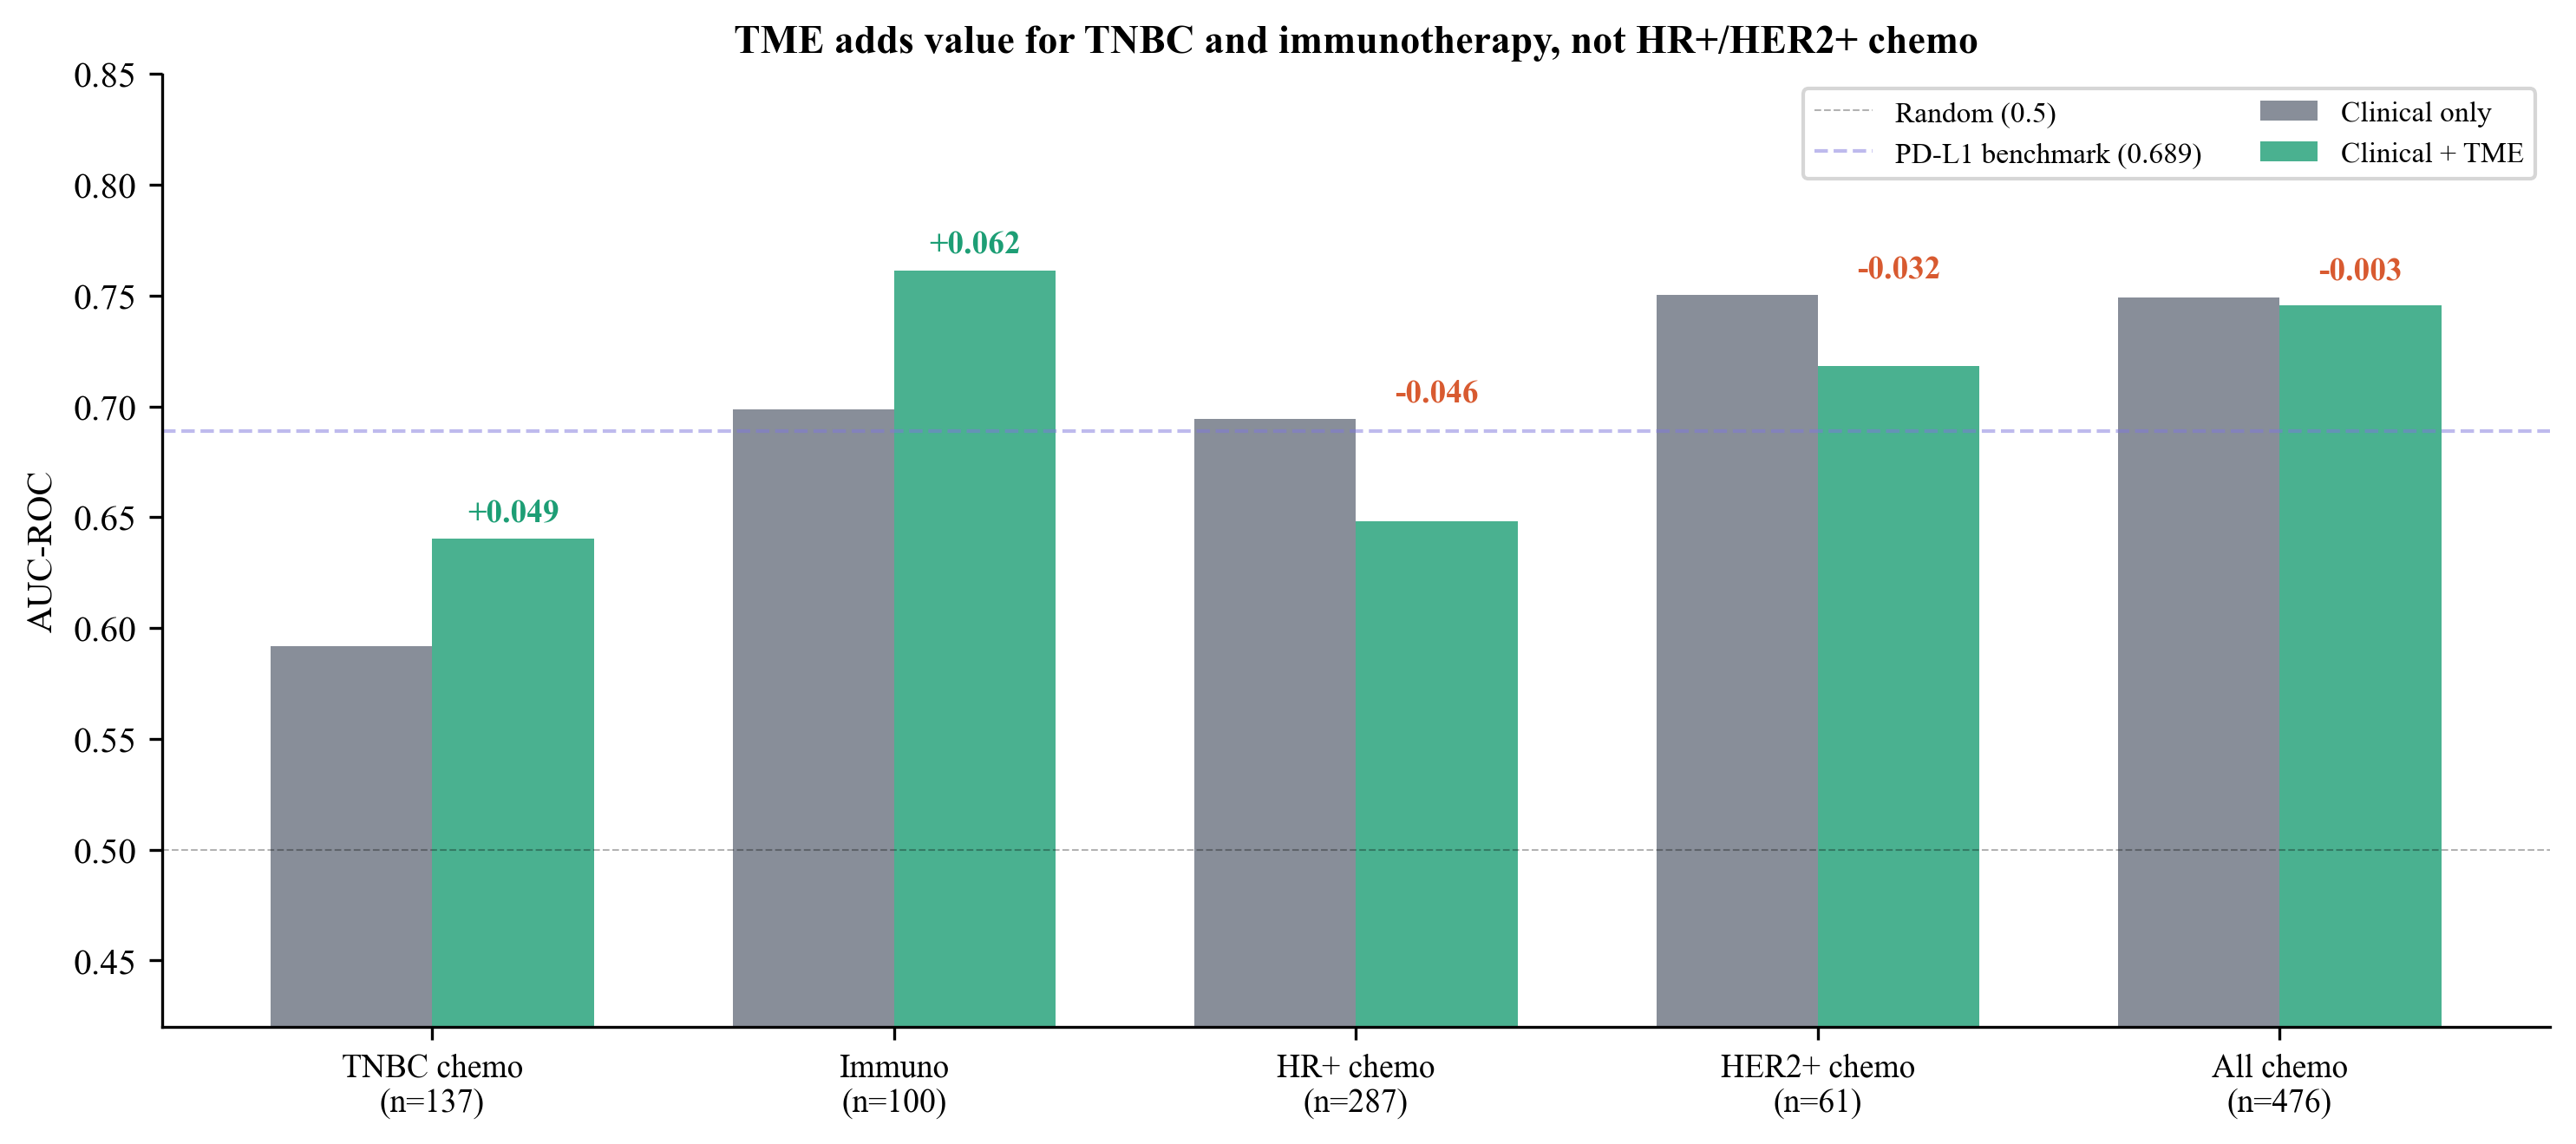 TME adds value for TNBC and immunotherapy, not HR+/HER2+ chemo
Random (0.5)
PD-L1 benchmark (0.689)
Clinical only
Clinical + TME
AUC-ROC
0.85
0.80
0.75
0.70
0.65
0.60
0.55
0.50
0.45
+0.049
+0.062
-0.046
-0.032
-0.003
TNBC chemo
(n=137)
Immuno
(n=100)
HR+ chemo
(n=287)
HER2+ chemo
(n=61)
All chemo
(n=476)